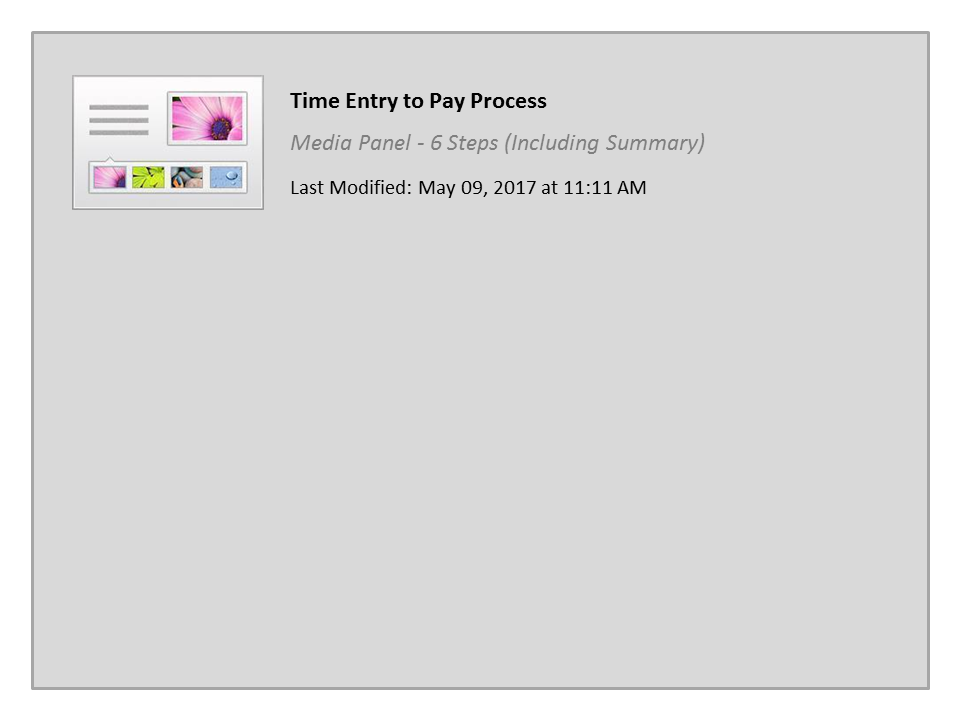 Time Entry to Pay Process
Media Panel - 6 Steps (Including Summary)
Last Modified: May 09, 2017 at 11:11 AM